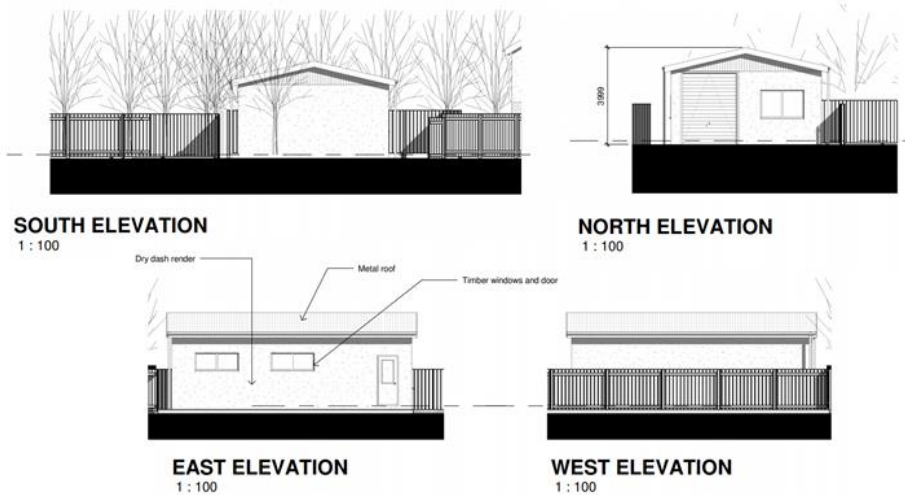 3999
SOUTH ELEVATION
1 : 100
NORTH ELEVATION
1 : 100
Dry dash render
Metal roof
Timber windows and door
EAST ELEVATION
1 : 100
WEST ELEVATION
1 : 100